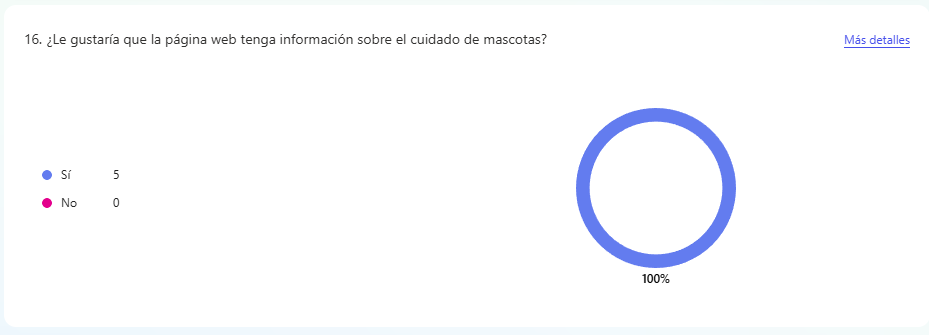 16. ¿Le gustaría que la página web tenga información sobre el cuidado de mascotas?
Más detalles
Sí 5
No 0
100%